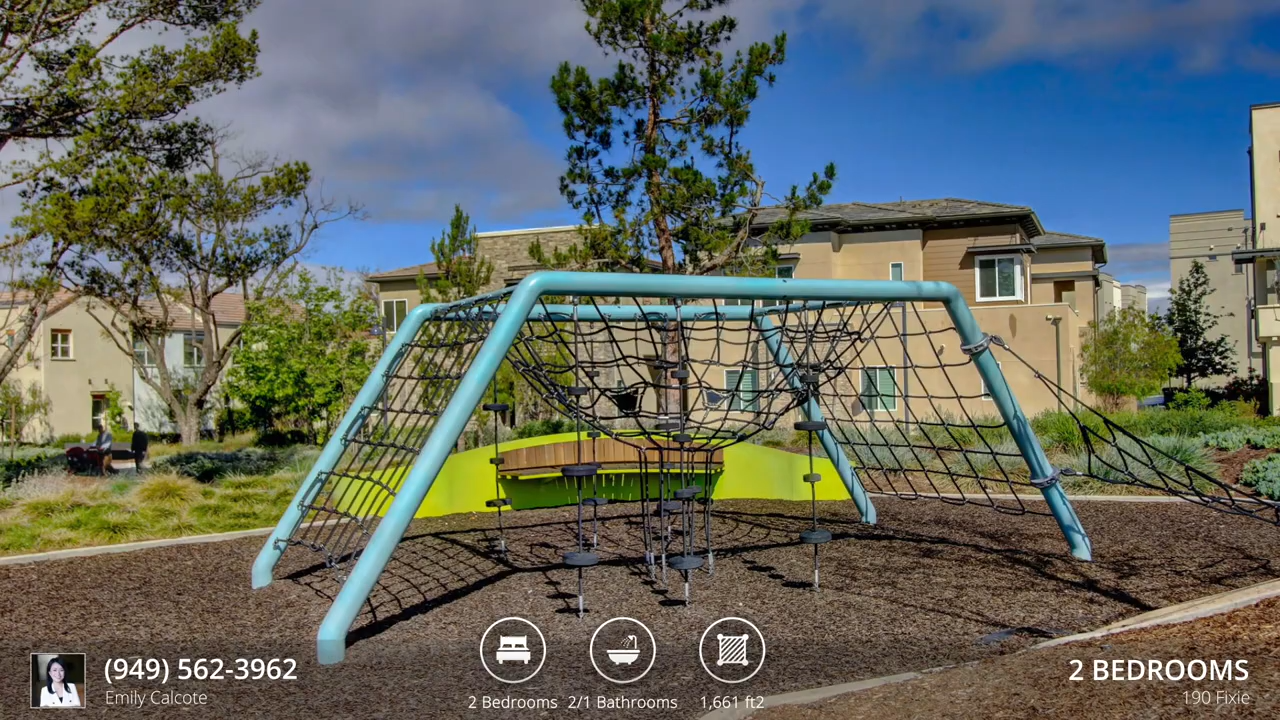 (949) 562-3962
Emily Calcote
2 Bedrooms
2/1 Bathrooms
1,661 ft2
2 BEDROOMS
190 Fixie